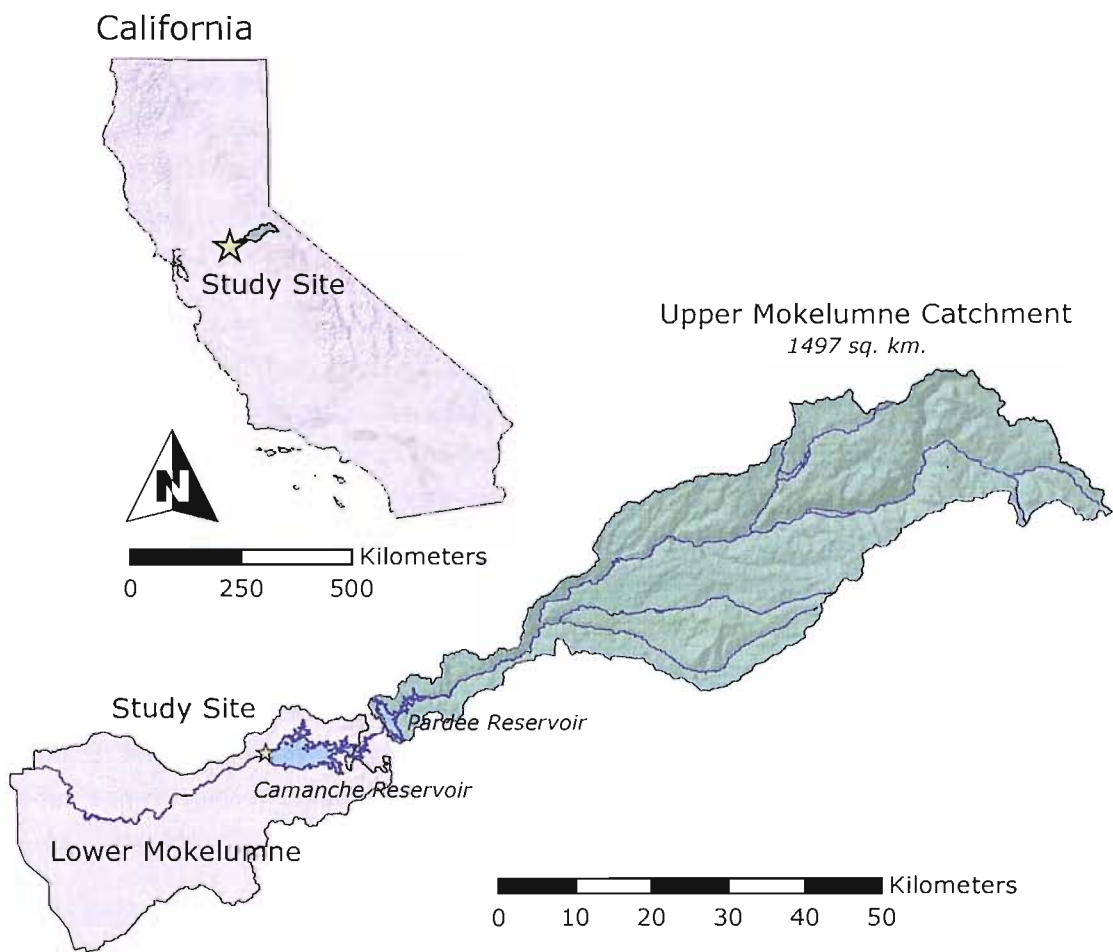 California
Study Site
N
Kilometers
0 250 500
Upper Mokelumne Catchment
1497 sq. km.
Study Site
Pardee Reservoir
Camanche Reservoir
Lower Mokelumne
Kilometers
0 10 20 30 40 50